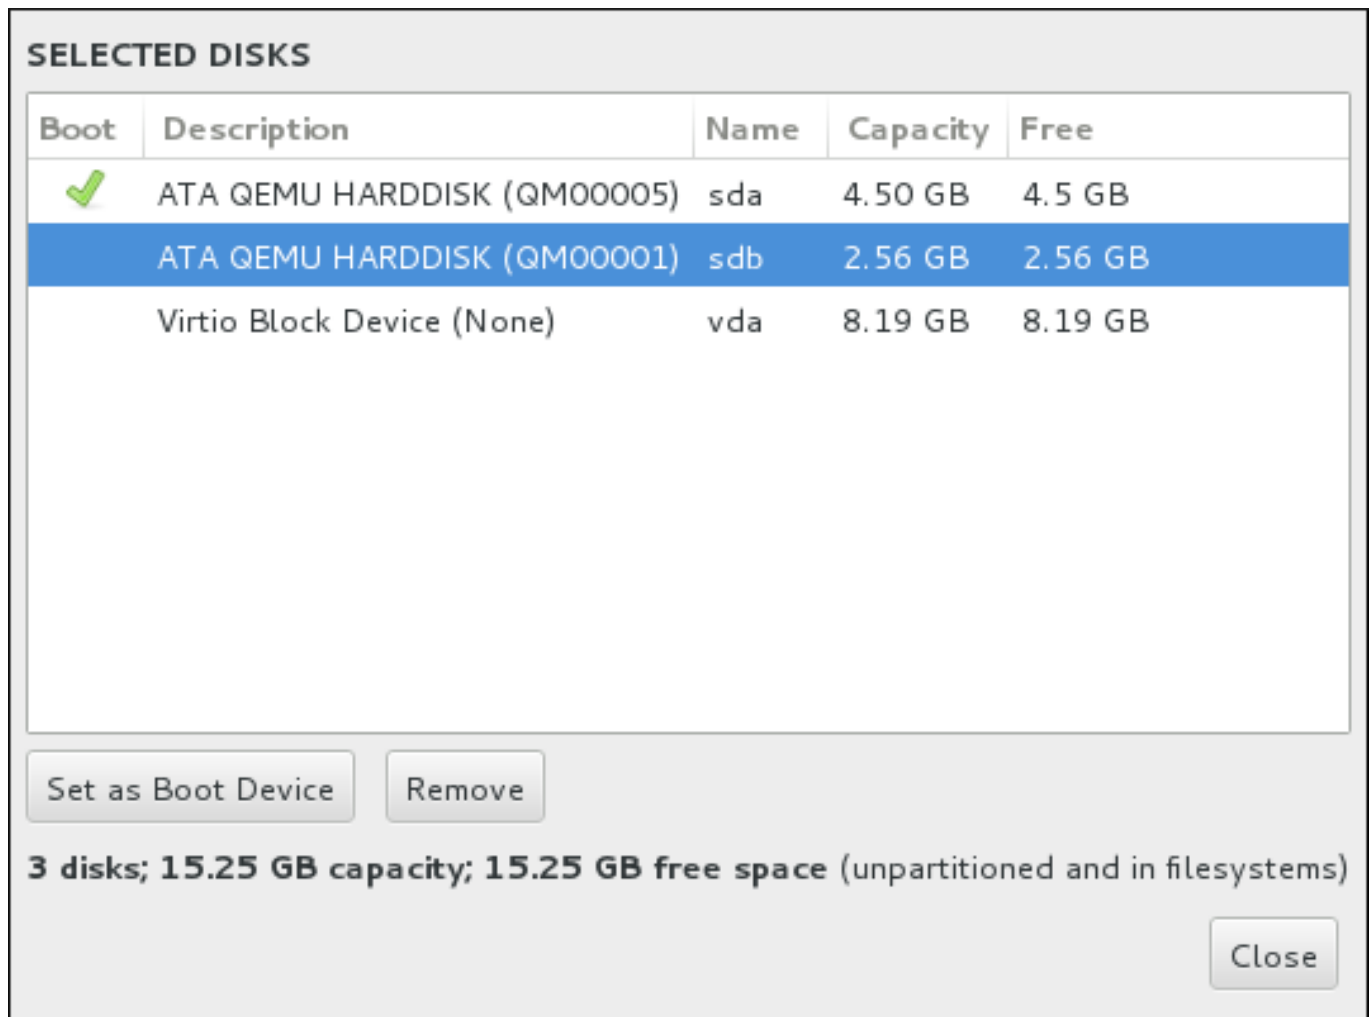 SELECTED DISKS
Boot Description Name Capacity Free
ATA QEMU HARDDISK (QM00005) sda 4.50 GB 4.5 GB
ATA QEMU HARDDISK (QM00001) sdb 2.56 GB 2.56 GB
Virtio Block Device (None) vda 8.19 GB 8.19 GB
Set as Boot Device Remove
3 disks; 15.25 GB capacity; 15.25 GB free space (unpartitioned and in filesystems)
Close